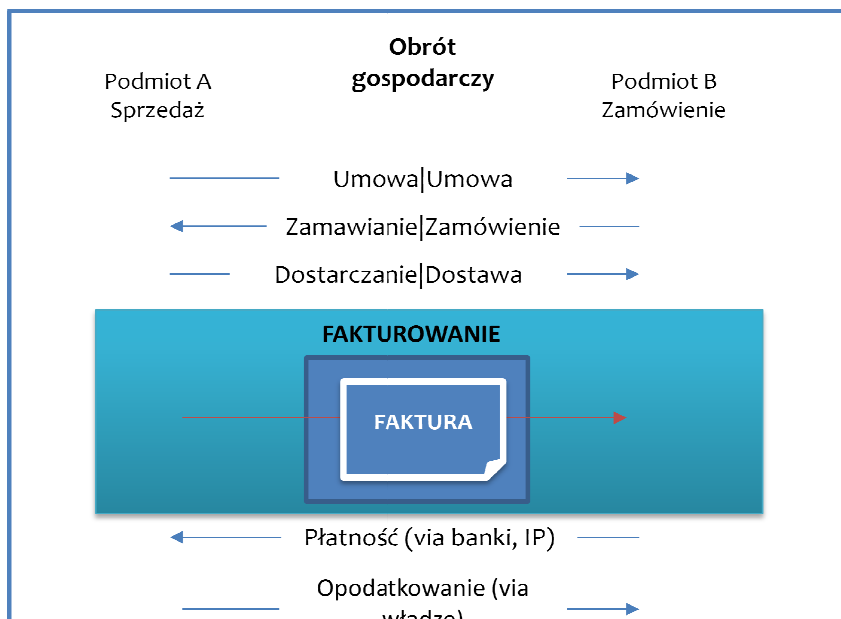 Obrót
gospodarczy
Podmiot A
Sprzedaż
Podmiot B
Zamówienie
Umowa|Umowa
Zamawianie|Zamówienie
Dostarczanie|Dostawa
FAKTUROWANIE
FAKTURA
Płatność (via banki, IP)
Opodatkowanie (via